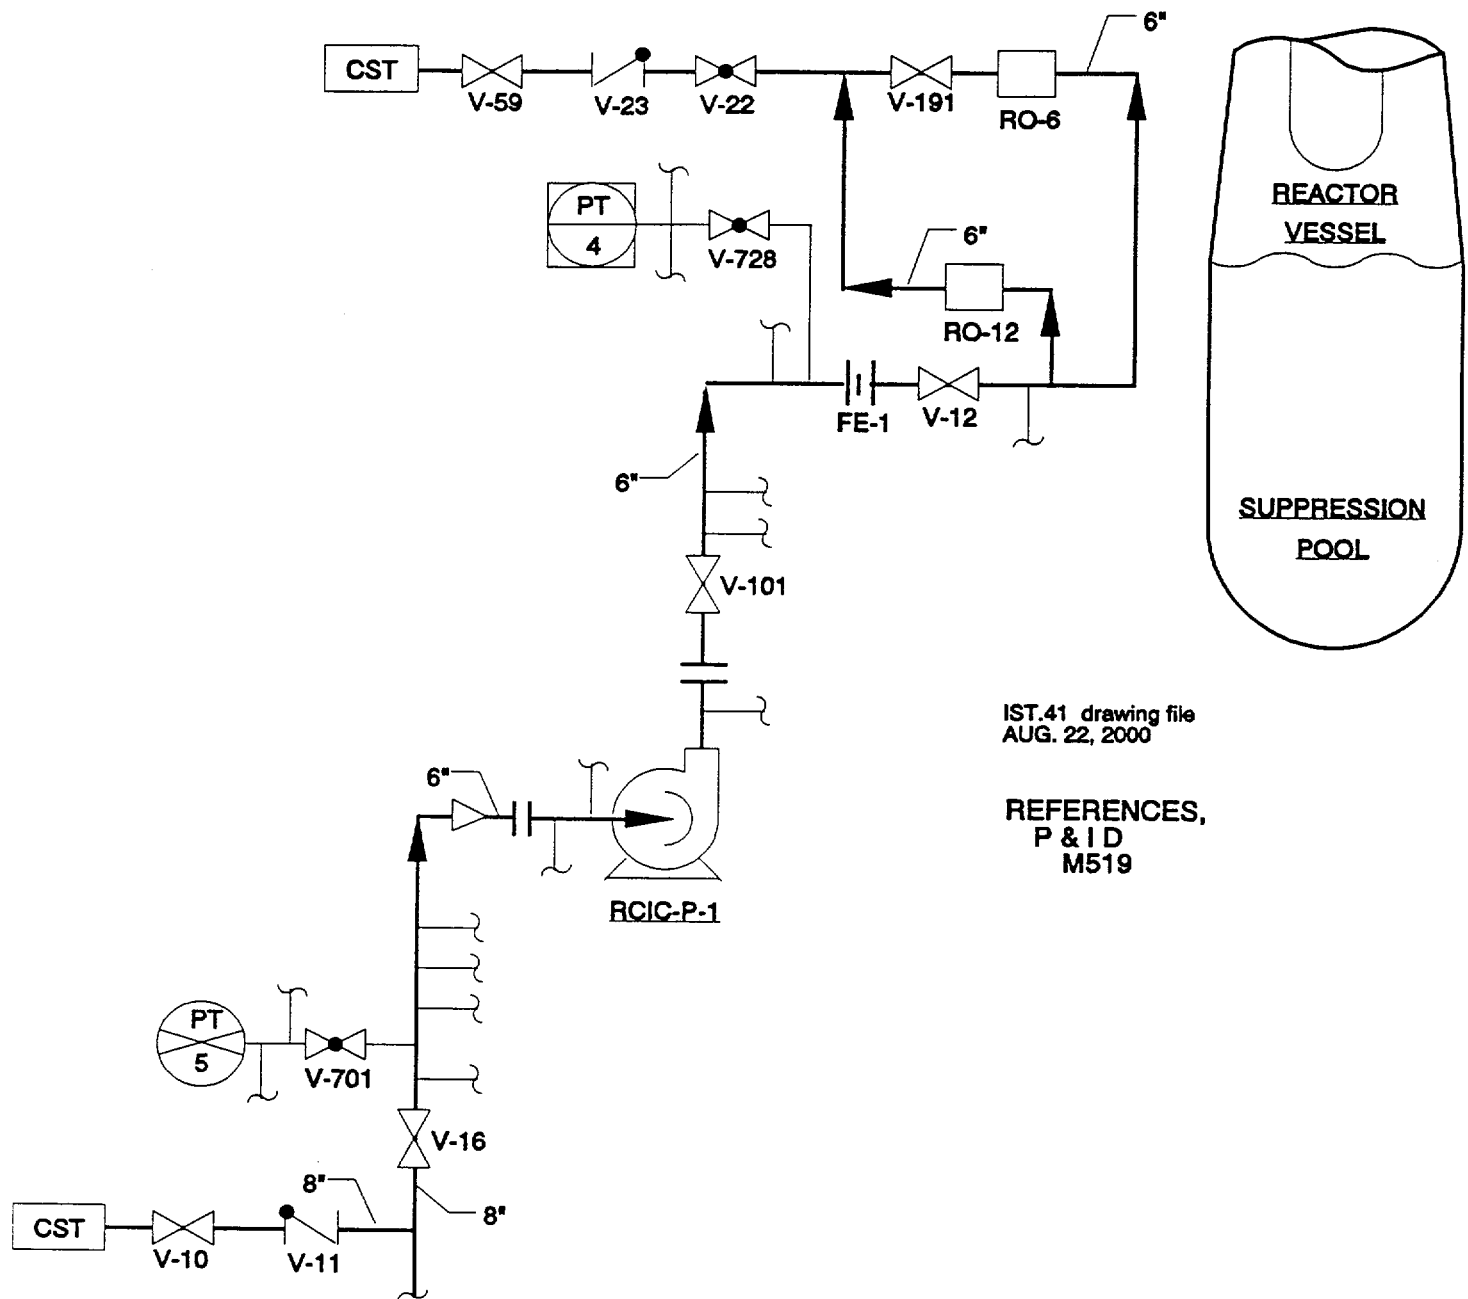 6"
CST
V-59
V-23
V-22
V-191
RO-6
REACTOR
VESSEL
PT
4
V-728
6"
RO-12
FE-1
V-12
6"
SUPPRESSION
POOL
V-101
IST.41 drawing file
AUG. 22, 2000
6"
REFERENCES,
P & I D
M519
RCIC-P-1
PT
5
V-701
V-16
8"
8"
CST
V-10
V-11